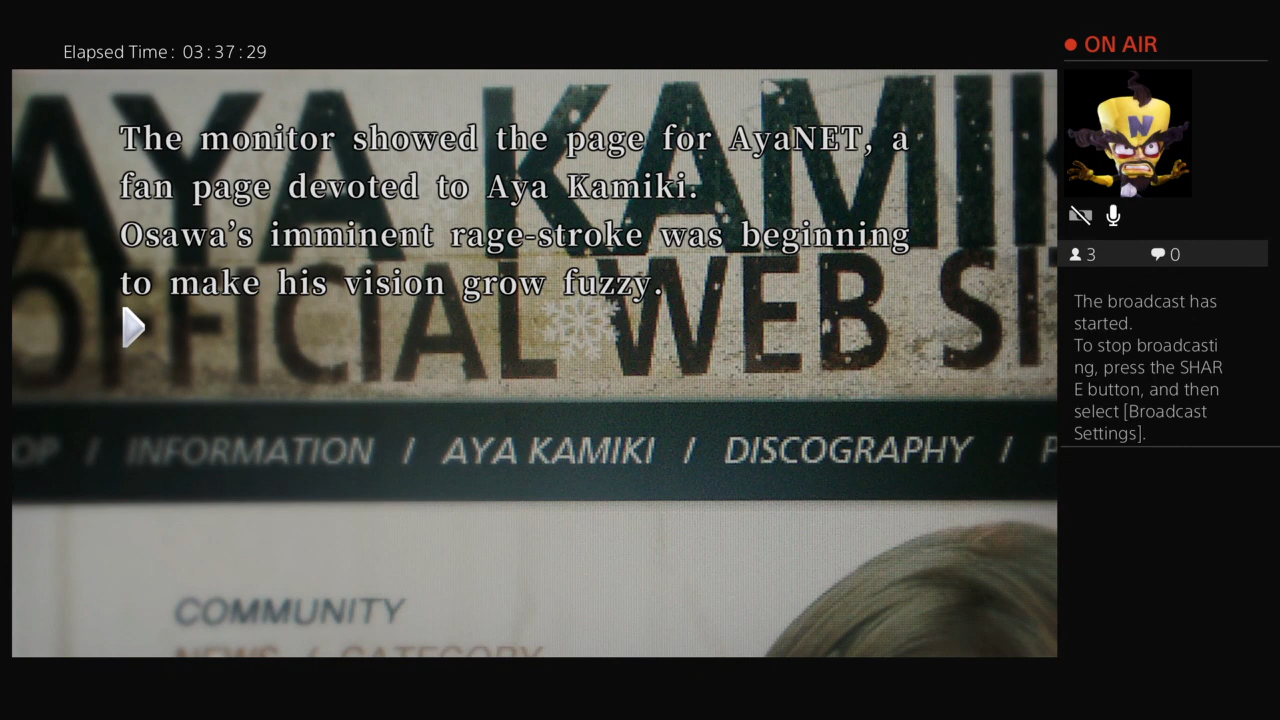 Elapsed Time: 03:37:29
ON AIR
AYA KAMIK
The monitor showed the page for AyaNET, a
fan page devoted to Aya Kamiki.
Osawa's imminent rage-stroke was beginning
to make his vision grow fuzzy.
OFFICIAL WEB SI
OP / INFORMATION / AYA KAMIKI / DISCOGRAPHY / P
COMMUNITY
NEWS / CATEGORY
N
3
0
The broadcast has
started.
To stop broadcasti
ng, press the SHAR
E button, and then
select [Broadcast
Settings].